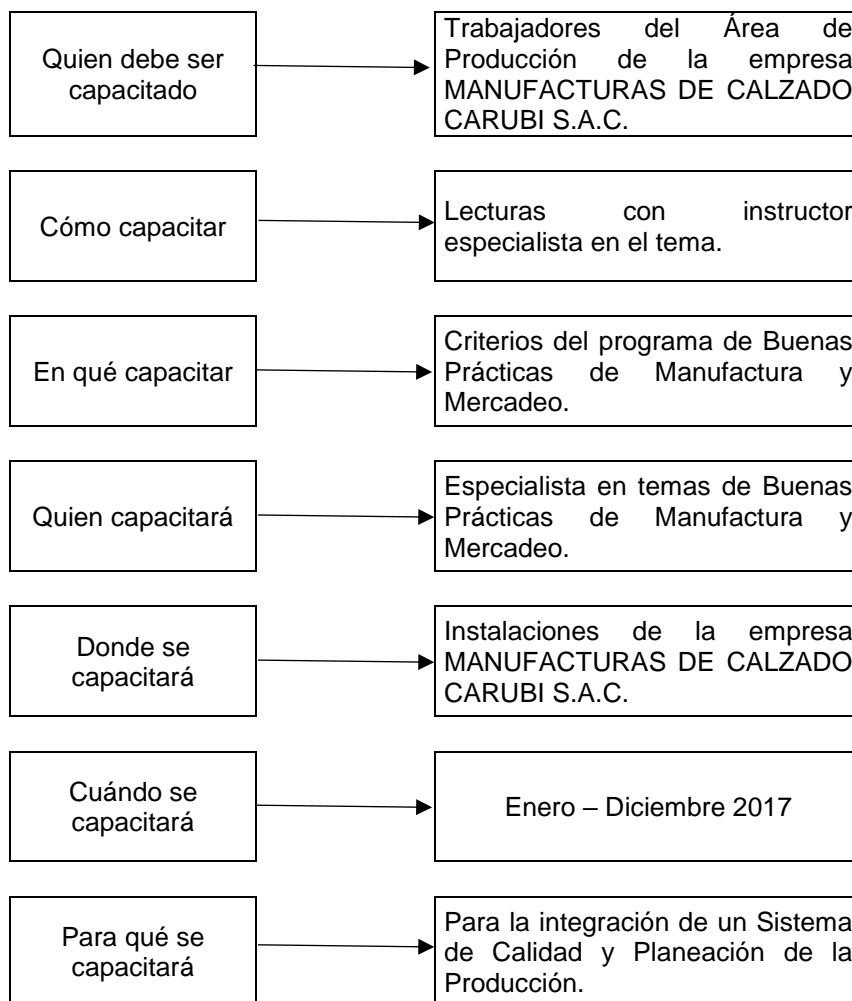 Quien debe ser
capacitado
Trabajadores del Área de
Producción de la empresa
MANUFACTURAS DE CALZADO
CARUBI S.A.C.
Cómo capacitar
Lecturas con instructor
especialista en el tema.
En qué capacitar
Criterios del programa de Buenas
Prácticas de Manufactura y
Mercadeo.
Quien capacitará
Especialista en temas de Buenas
Prácticas de Manufactura y
Mercadeo.
Donde se
capacitará
Instalaciones de la empresa
MANUFACTURAS DE CALZADO
CARUBI S.A.C.
Cuándo se
capacitará
Enero – Diciembre 2017
Para qué se
capacitará
Para la integración de un Sistema
de Calidad y Planeación de la
Producción.